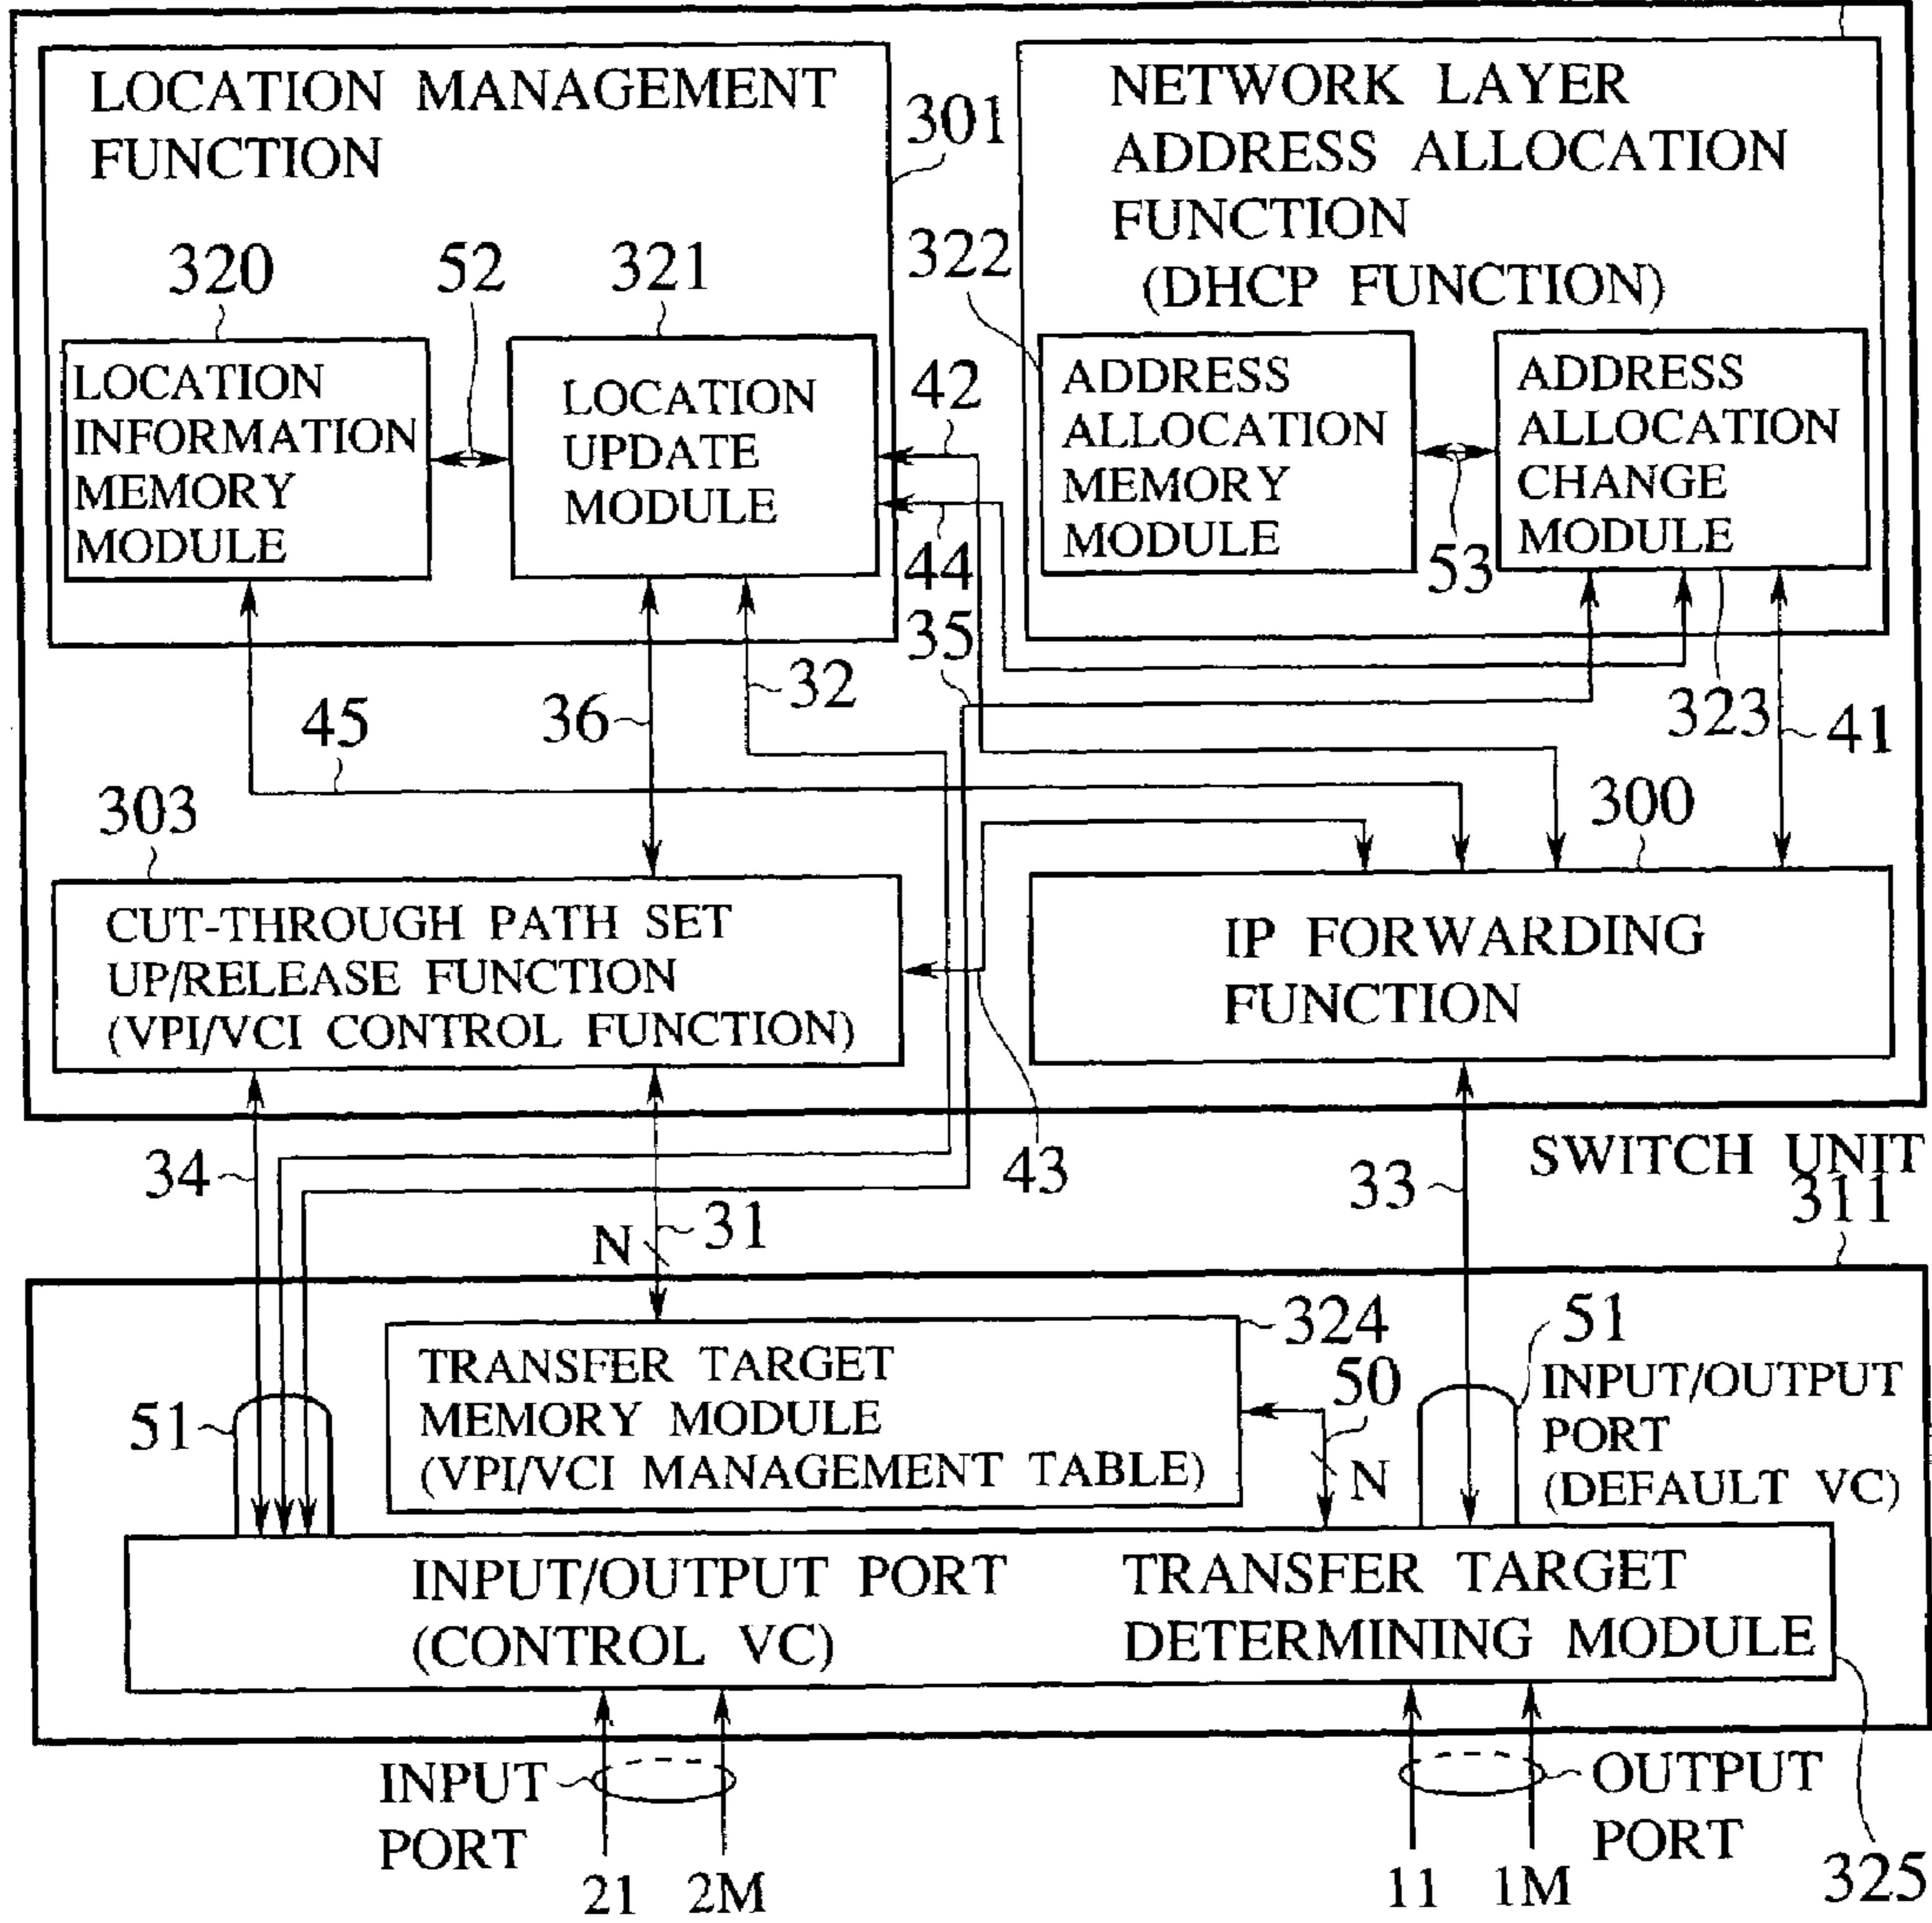 LOCATION MANAGEMENT
FUNCTION
301
NETWORK LAYER
ADDRESS ALLOCATION
FUNCTION
(DHCP FUNCTION)
320
52
321
322
LOCATION
INFORMATION
MEMORY
MODULE
LOCATION
UPDATE
MODULE
42
44
ADDRESS
ALLOCATION
MEMORY
MODULE
53
ADDRESS
ALLOCATION
CHANGE
MODULE
35
32
36
45
323
41
303
300
CUT-THROUGH PATH SET
UP/RELEASE FUNCTION
(VPI/VCI CONTROL FUNCTION)
IP FORWARDING
FUNCTION
34
43
33
SWITCH UNIT
311
N
31
324
51
50
51
TRANSFER TARGET
MEMORY MODULE
(VPI/VCI MANAGEMENT TABLE)
N
INPUT/OUTPUT
PORT
(DEFAULT VC)
INPUT/OUTPUT PORT
(CONTROL VC)
TRANSFER TARGET
DETERMINING MODULE
INPUT
PORT
OUTPUT
PORT
21
2M
11
1M
325